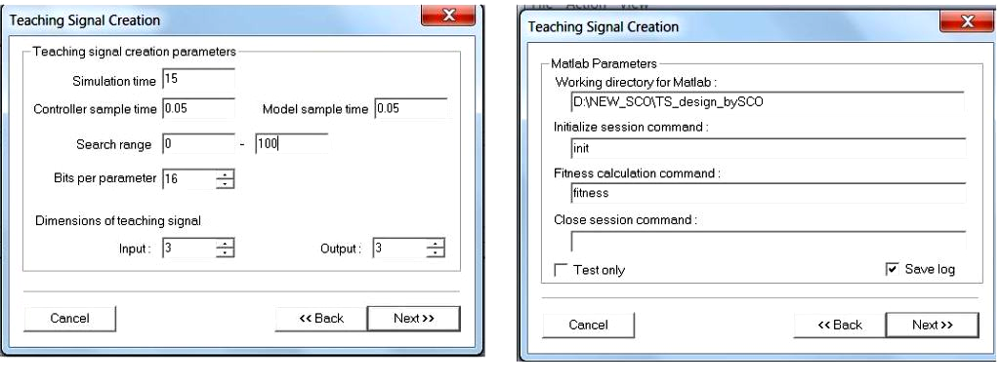 Teaching Signal Creation
Teaching signal creation parameters
Simulation time 15
Controller sample time 0.05 Model sample time 0.05
Search range 0 - 100
Bits per parameter 16
Dimensions of teaching signal
Input : 3 Output : 3
Cancel << Back Next >>
File Action View
Teaching Signal Creation
Matlab Parameters
Working directory for Matlab :
D:\NEW_SCO\TS_design_bySCO
Initialize session command :
init
Fitness calculation command :
fitness
Close session command :
Test only Save log
Cancel << Back Next >>